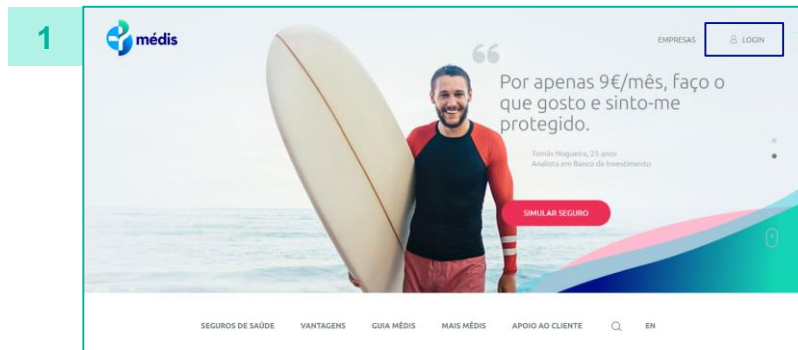 1
médis
EMPRESAS
LOGIN
Por apenas 9€/mês, faço o
que gosto e sinto-me
protegido.
Tomás Nogueira, 25 anos
Analista em Banco de Investimento
SIMULAR SEGURO
SEGUROS DE SAÚDE VANTAGENS GUIA MÉDIS MAIS MÉDIS APOIO AO CLIENTE EN